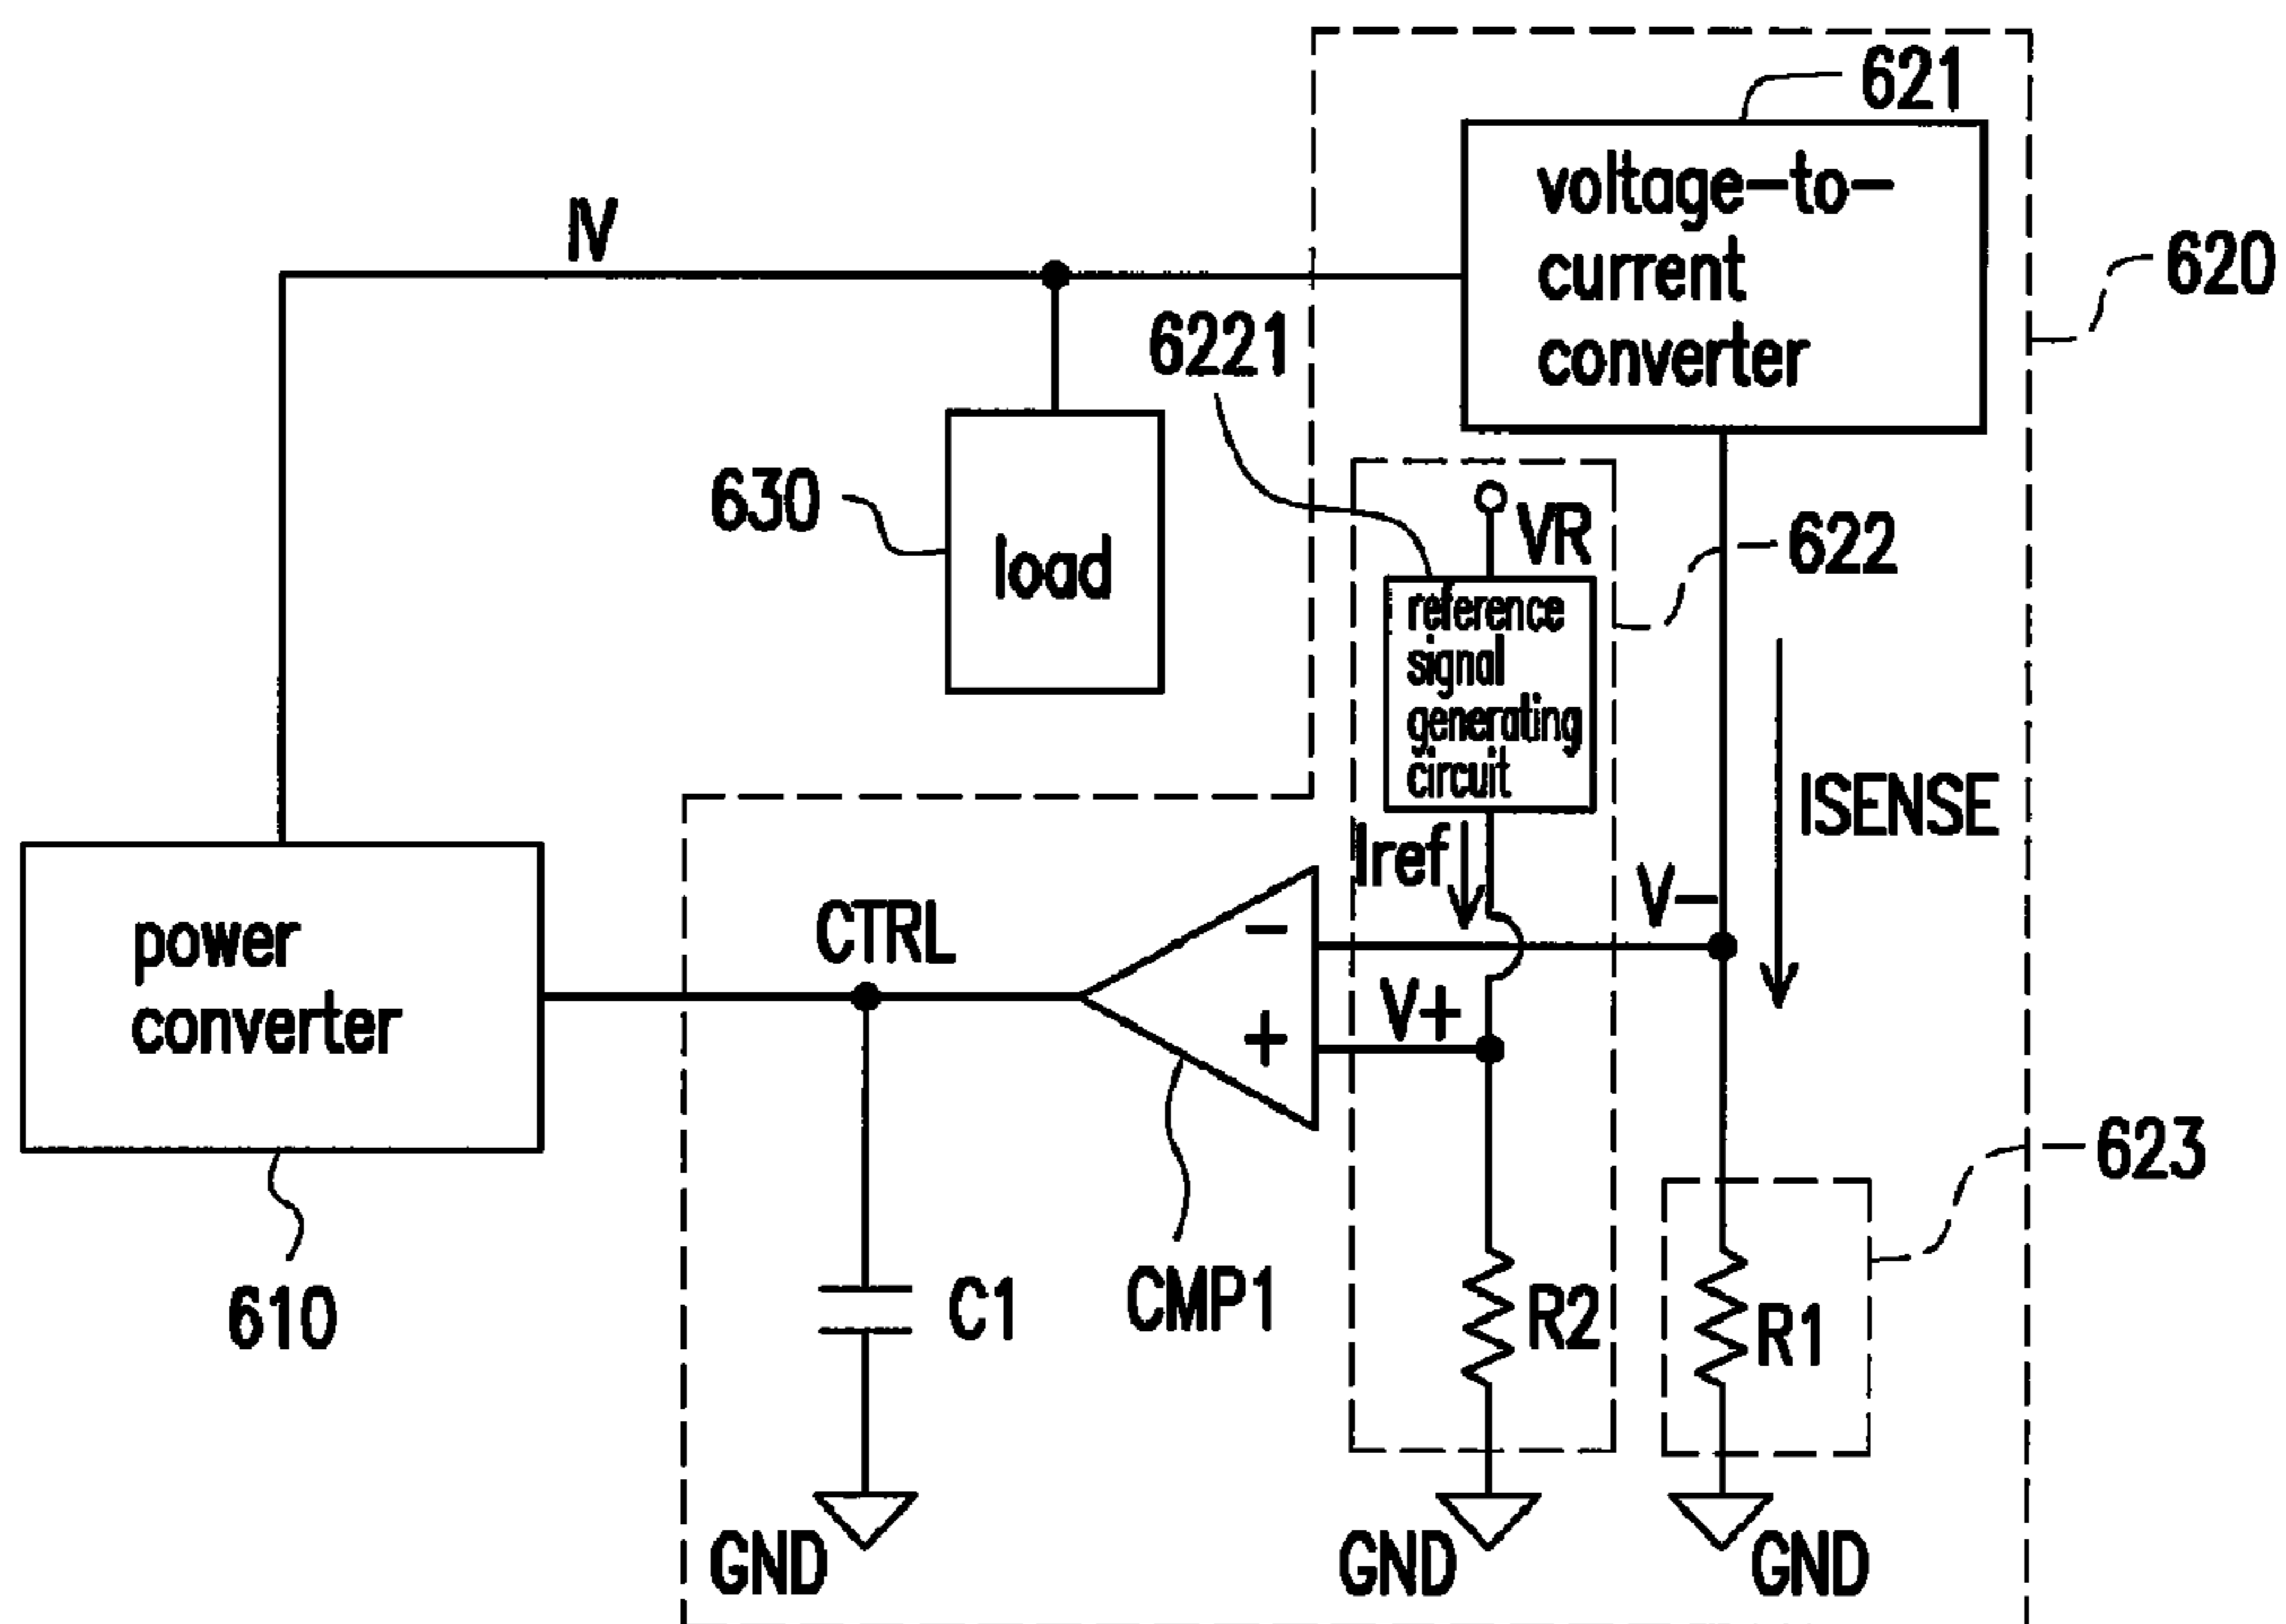 621
voltage-to-
current
converter
IV
620
6221
630
load
VR
622
reference
signal
generating
circuit
ISENSE
Iref
V-
CTRL
power
converter
-
V+
+
623
610
C1
CMP1
R2
R1
GND
GND
GND